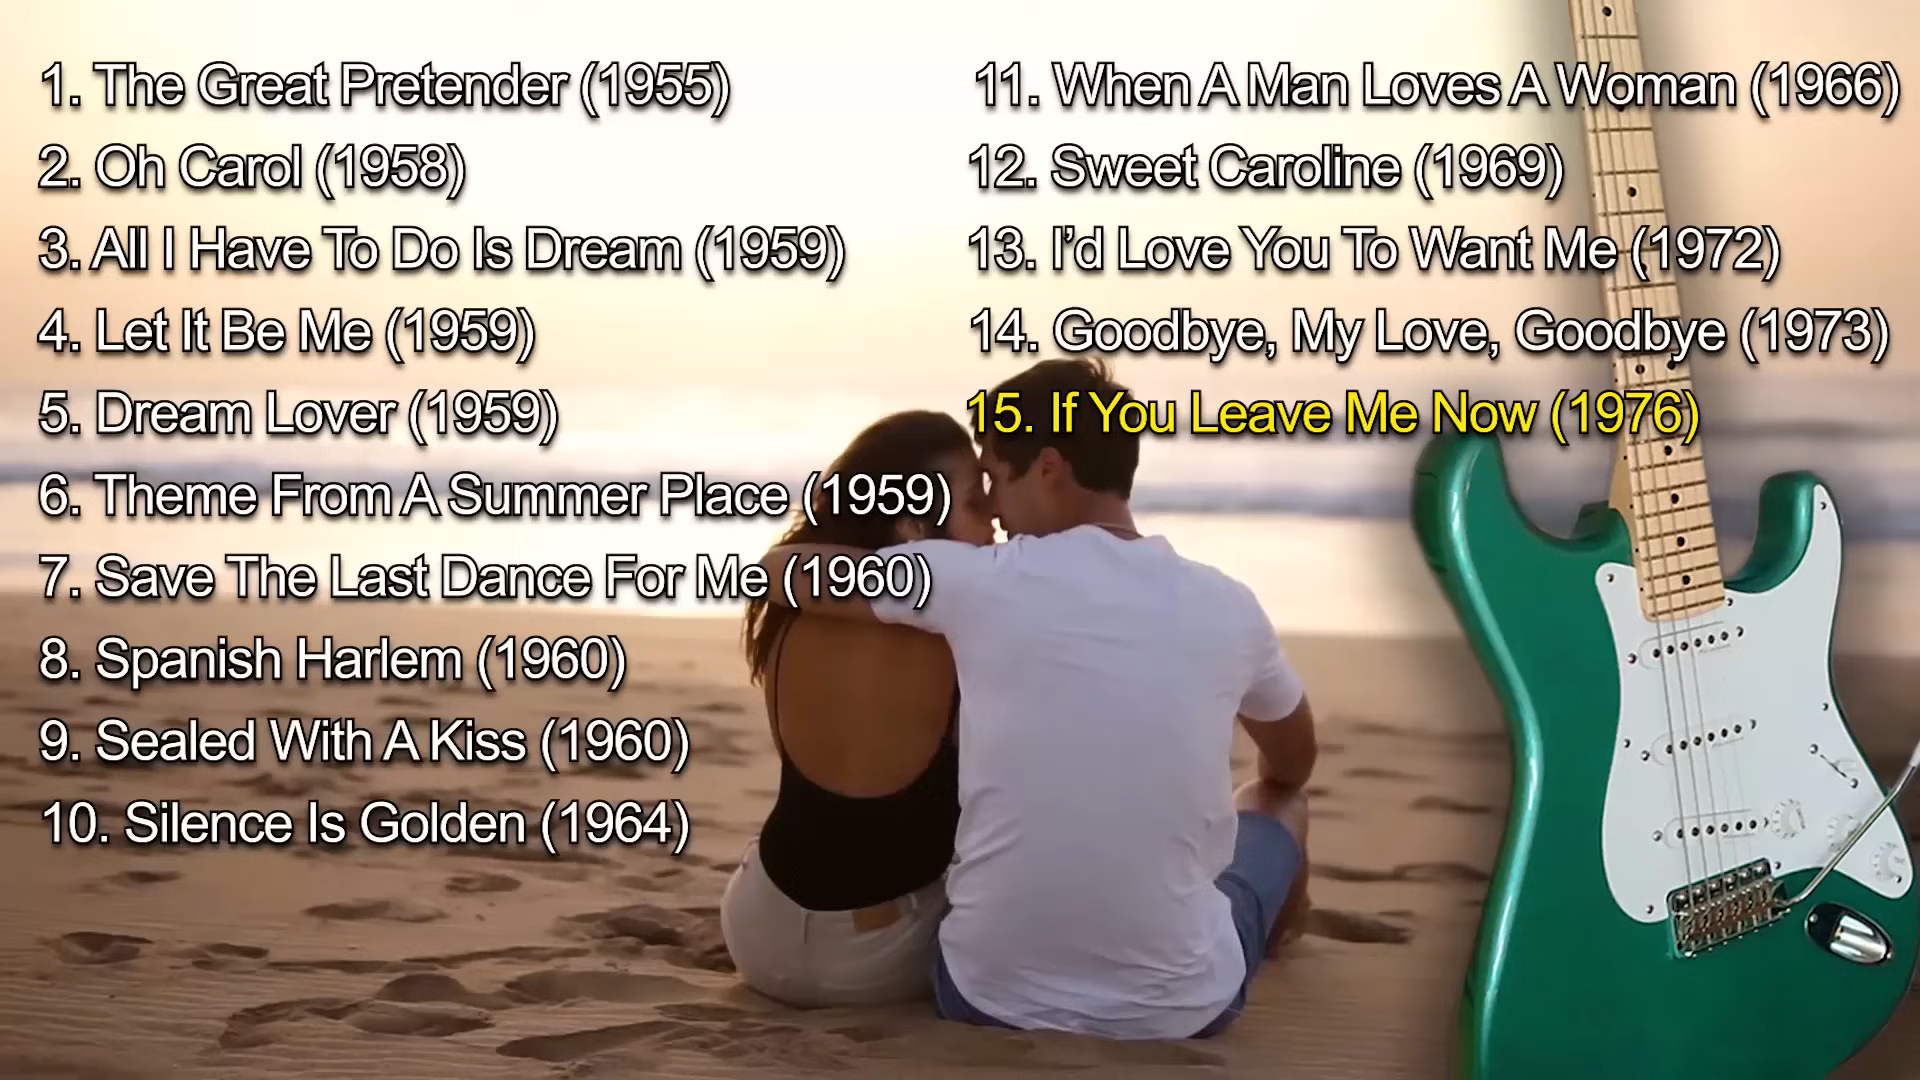 1. The Great Pretender (1955)
2. Oh Carol (1958)
3. All I Have To Do Is Dream (1959)
4. Let It Be Me (1959)
5. Dream Lover (1959)
6. Theme From A Summer Place (1959)
7. Save The Last Dance For Me (1960)
8. Spanish Harlem (1960)
9. Sealed With A Kiss (1960)
10. Silence Is Golden (1964)
11. When A Man Loves A Woman (1966)
12. Sweet Caroline (1969)
13. I’d Love You To Want Me (1972)
14. Goodbye, My Love, Goodbye (1973)
15. If You Leave Me Now (1976)